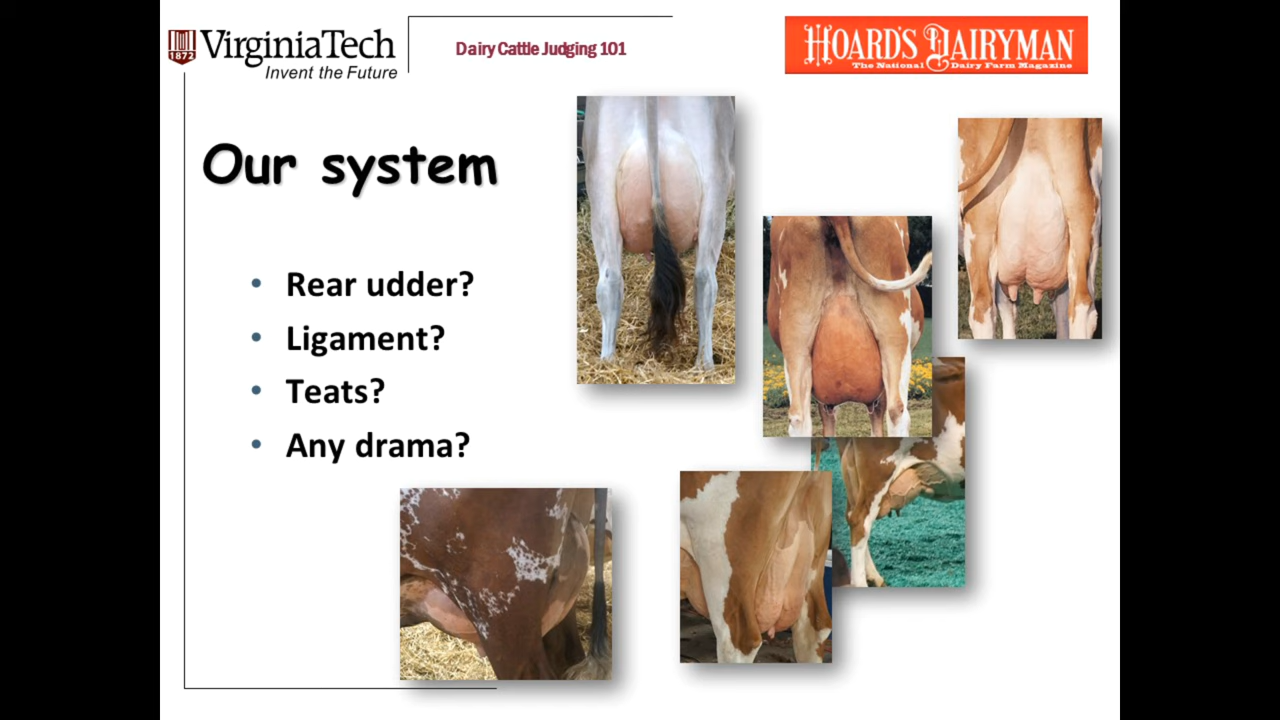 VirginiaTech
1872
Invent the Future
Dairy Cattle Judging 101
HOARD'S DAIRYMAN
The National Dairy Farm Magazine
Our system
• Rear udder?
• Ligament?
• Teats?
• Any drama?